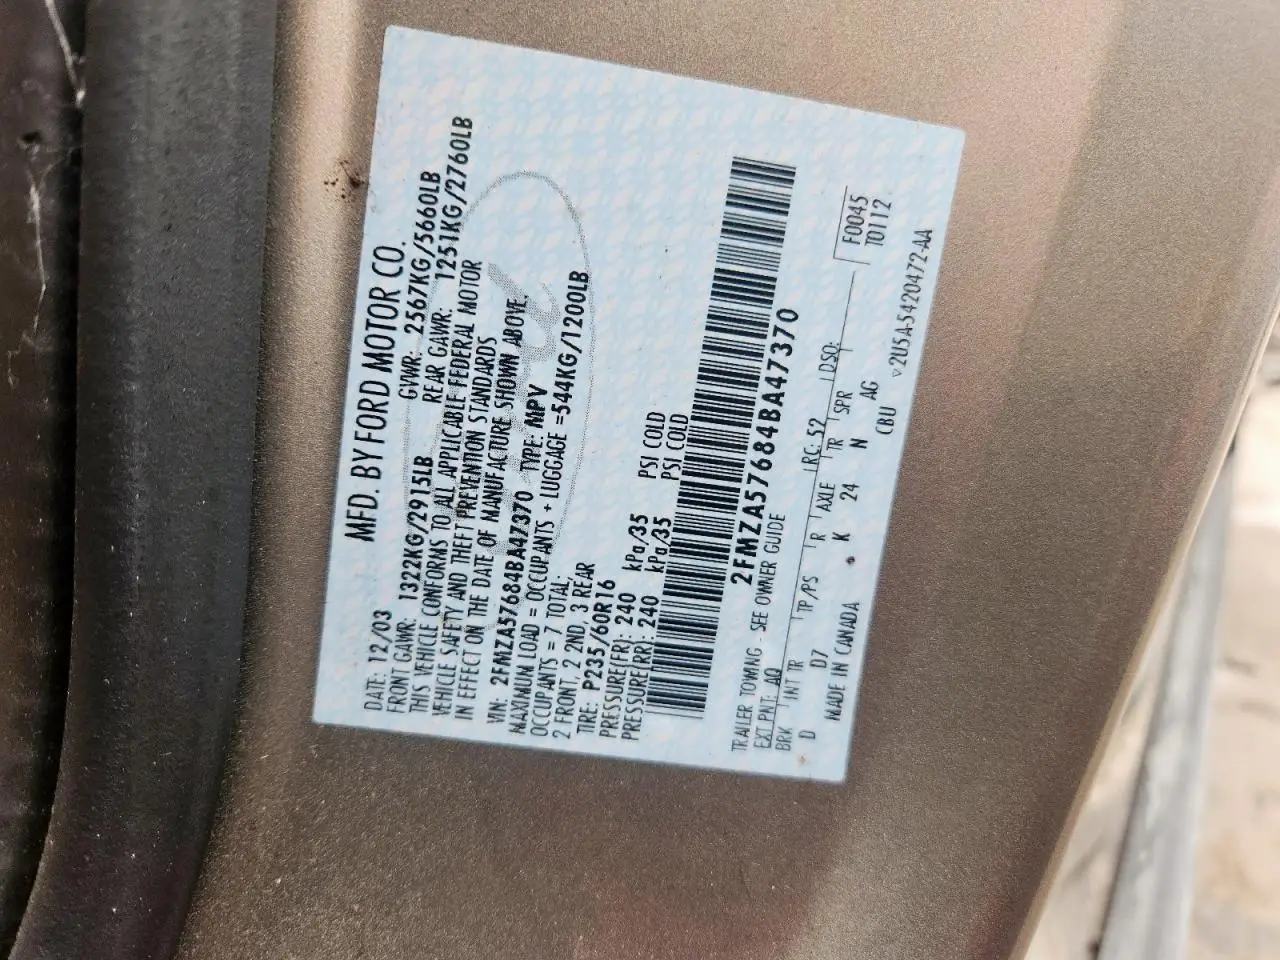 MFD. BY FORD MOTOR CO.
DATE: 12/03 GVWR: 2567KG/5660LB
FRONT GAWR: 1322KG/2915LB REAR GAWR: 1251KG/2760LB
THIS VEHICLE CONFORMS TO ALL APPLICABLE FEDERAL MOTOR
VEHICLE SAFETY AND THEFT PREVENTION STANDARDS
IN EFFECT ON THE DATE OF MANUFACTURE SHOWN ABOVE.
VIN: 2FMZA57684BA47370 TYPE: MPV
MAXIMUM LOAD = OCCUPANTS + LUGGAGE =544KG/1200LB
OCCUPANTS = 7 TOTAL:
2 FRONT, 2 2ND, 3 REAR
TIRE: P235/60R16
PRESSURE(FR): 240 kPa/35 PSI COLD
PRESSURE(RR): 240 kPa/35 PSI COLD
2FMZA57684BA47370
TRAILER TOWING - SEE OWNER GUIDE
EXT PNT: AQ RC: 52 DSO: F0045
BRK INT TR TP/PS R AXLE TR SPR T0112
D D7 K 24 N AG
MADE IN CANADA CBU
2U5A-5420472-AA